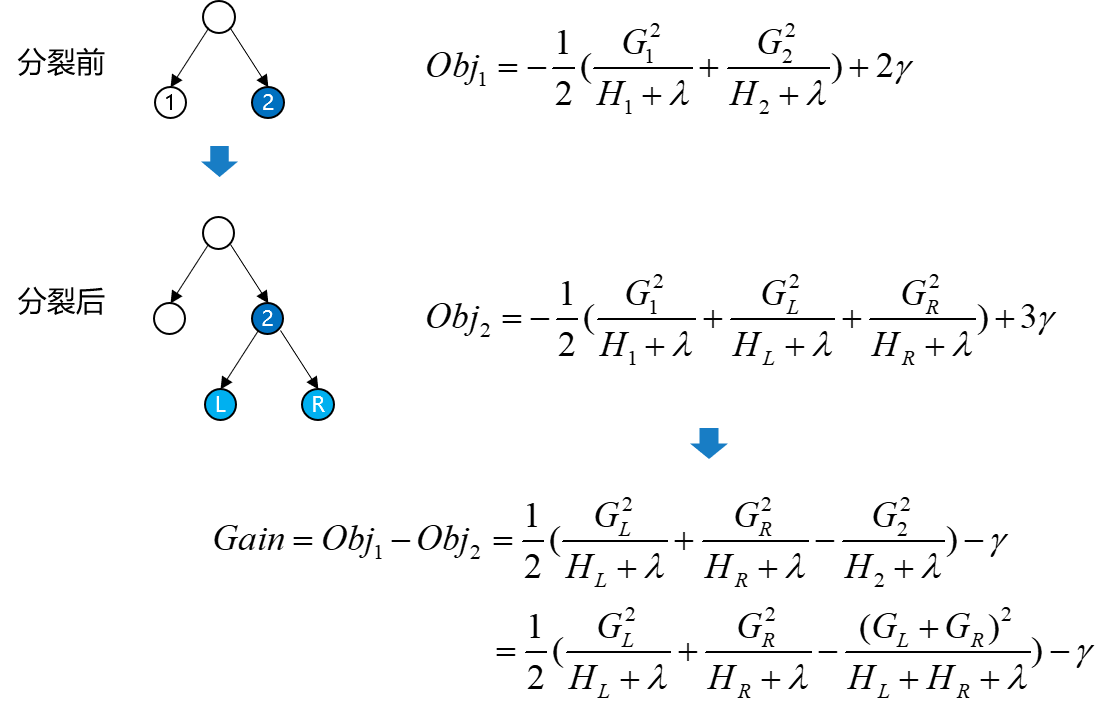 分裂前
1 2
Obj₁ = −1/2 (G₁²/(H₁ + λ) + G₂²/(H₂ + λ)) + 2γ
分裂后
2
L R
Obj₂ = −1/2 (G₁²/(H₁ + λ) + G_L²/(H_L + λ) + G_R²/(H_R + λ)) + 3γ
Gain = Obj₁ − Obj₂ = 1/2 (G_L²/(H_L + λ) + G_R²/(H_R + λ) − G₂²/(H₂ + λ)) − γ
= 1/2 (G_L²/(H_L + λ) + G_R²/(H_R + λ) − (G_L + G_R)²/(H_L + H_R + λ)) − γ